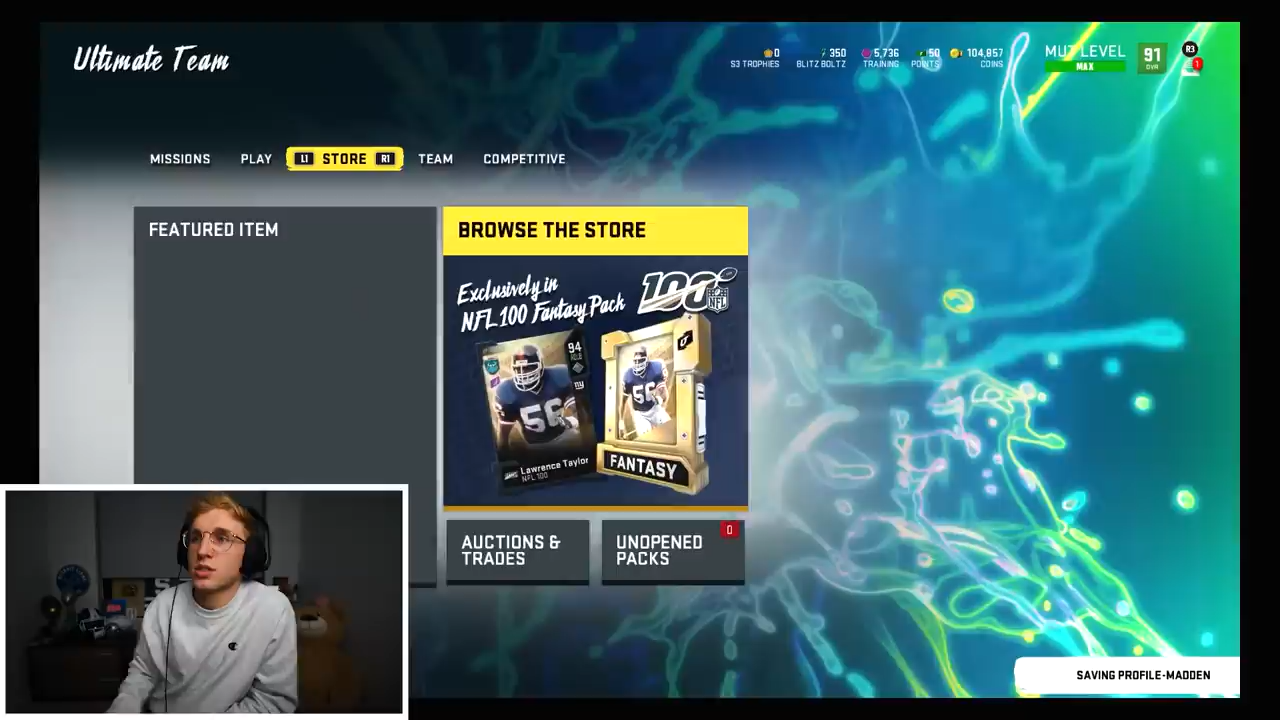 Ultimate Team
0
S3 TROPHIES
350
BLITZ BOLTZ
5,736
TRAINING
50
POINTS
104,857
COINS
MUT LEVEL
MAX
91
OVR
R3
1
MISSIONS
PLAY
L1 STORE R1
TEAM
COMPETITIVE
FEATURED ITEM
BROWSE THE STORE
Exclusively in
NFL 100 Fantasy Pack
100
NFL
94
56
ny
Lawrence Taylor
NFL 100
56
FANTASY
AUCTIONS &
TRADES
UNOPENED
PACKS
0
SAVING PROFILE-MADDEN